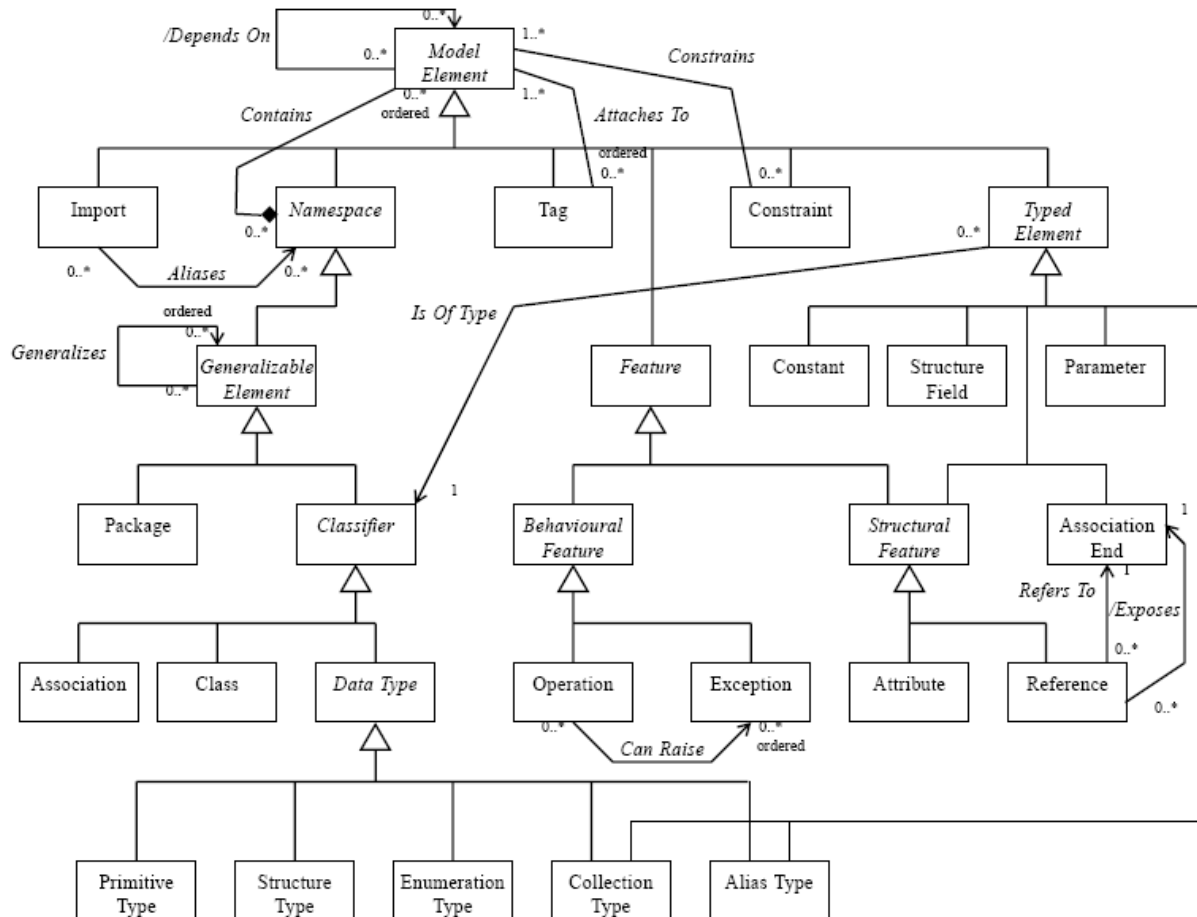 0..*
/Depends On
1..*
0..*
Model
Element
Constrains
0..*
1..*
ordered
Contains
Attaches To
ordered
0..*
0..*
Import
Namespace
Tag
Constraint
Typed
Element
0..*
0..*
0..*
Aliases
0..*
ordered
0..*
Is Of Type
Generalizes
Generalizable
Element
0..*
Feature
Constant
Structure
Field
Parameter
1
1
Package
Classifier
Behavioural
Feature
Structural
Feature
Association
End
1
Refers To
/Exposes
0..*
Association
Class
Data Type
Operation
Exception
Attribute
Reference
0..*
0..*
0..*
ordered
Can Raise
Primitive
Type
Structure
Type
Enumeration
Type
Collection
Type
Alias Type